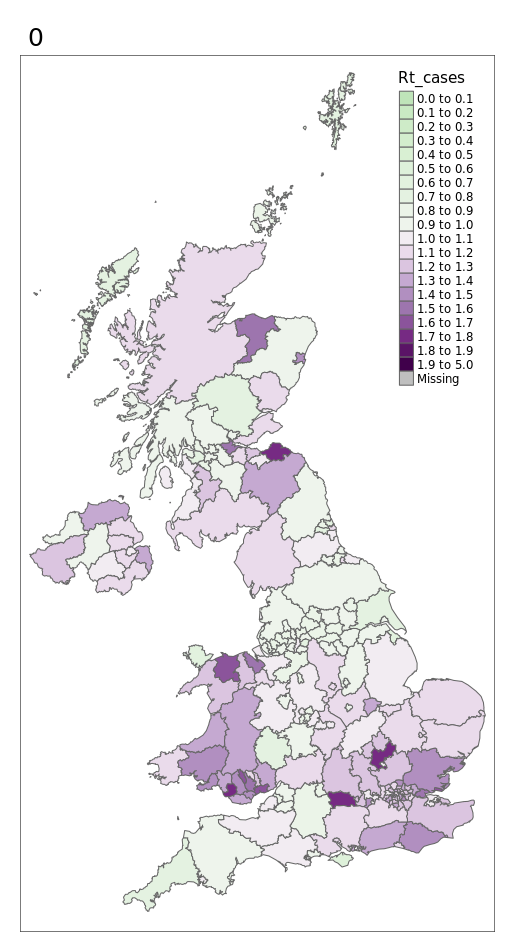 0
Rt_cases
0.0 to 0.1
0.1 to 0.2
0.2 to 0.3
0.3 to 0.4
0.4 to 0.5
0.5 to 0.6
0.6 to 0.7
0.7 to 0.8
0.8 to 0.9
0.9 to 1.0
1.0 to 1.1
1.1 to 1.2
1.2 to 1.3
1.3 to 1.4
1.4 to 1.5
1.5 to 1.6
1.6 to 1.7
1.7 to 1.8
1.8 to 1.9
1.9 to 5.0
Missing